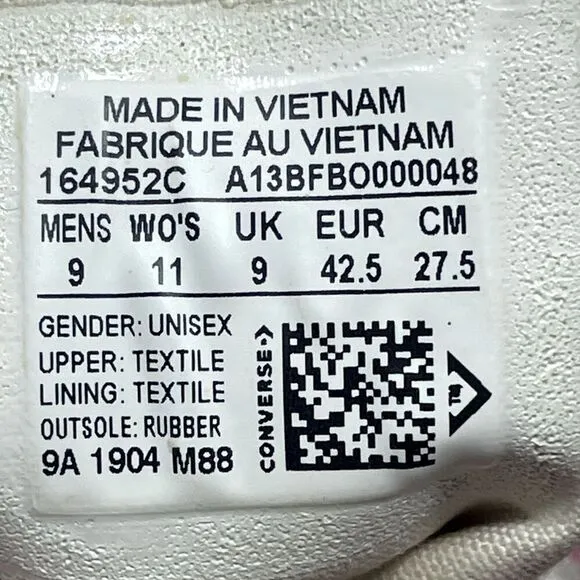 MADE IN VIETNAM
FABRIQUE AU VIETNAM
164952C A13BFBO000048
MENS WO'S UK EUR CM
9 11 9 42.5 27.5
GENDER: UNISEX
UPPER: TEXTILE
LINING: TEXTILE
OUTSOLE: RUBBER
9A 1904 M88
CONVERSE
TM